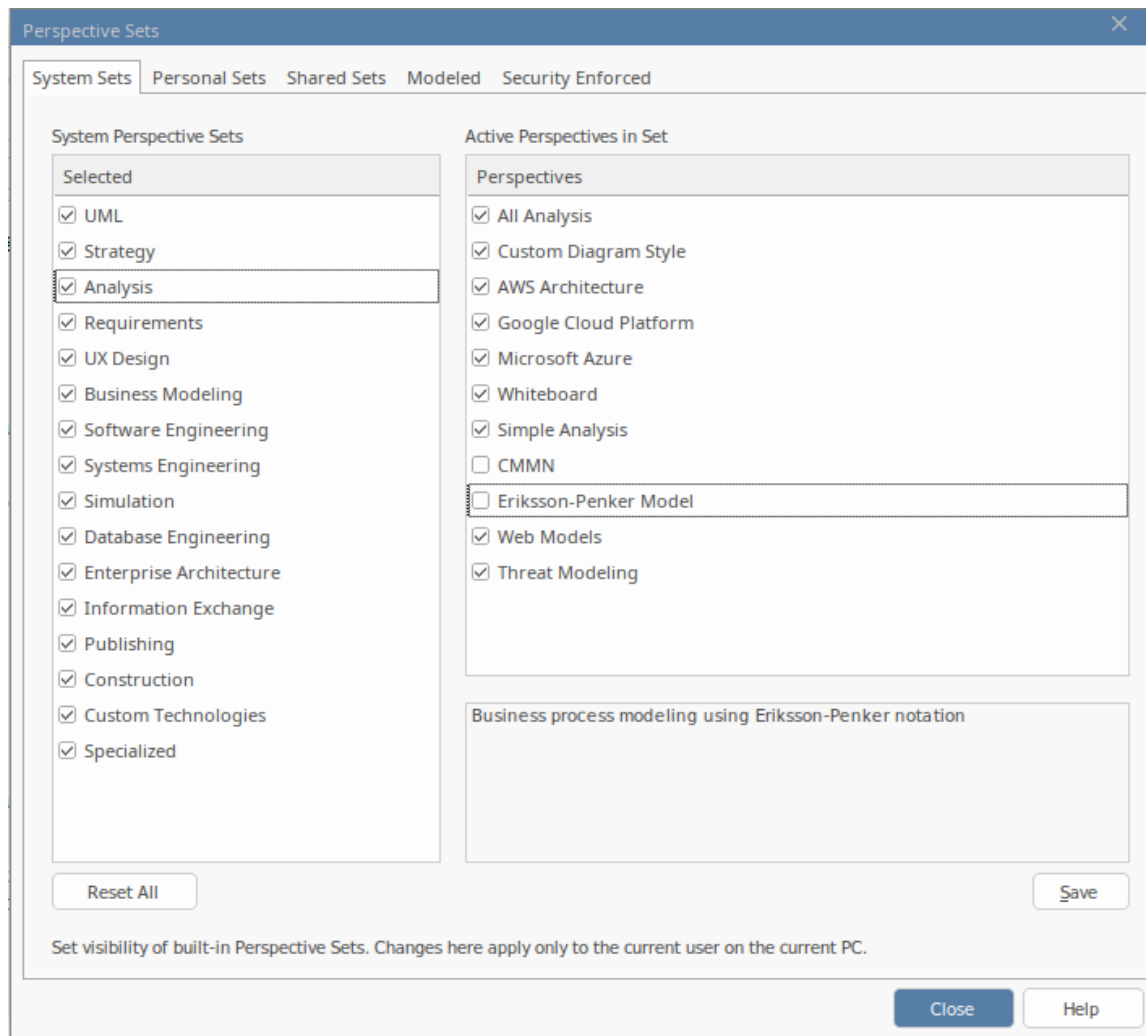 Perspective Sets
System Sets Personal Sets Shared Sets Modeled Security Enforced
System Perspective Sets
Selected
UML
Strategy
Analysis
Requirements
UX Design
Business Modeling
Software Engineering
Systems Engineering
Simulation
Database Engineering
Enterprise Architecture
Information Exchange
Publishing
Construction
Custom Technologies
Specialized
Reset All
Active Perspectives in Set
Perspectives
All Analysis
Custom Diagram Style
AWS Architecture
Google Cloud Platform
Microsoft Azure
Whiteboard
Simple Analysis
CMMN
Eriksson-Penker Model
Web Models
Threat Modeling
Business process modeling using Eriksson-Penker notation
Save
Set visibility of built-in Perspective Sets. Changes here apply only to the current user on the current PC.
Close Help